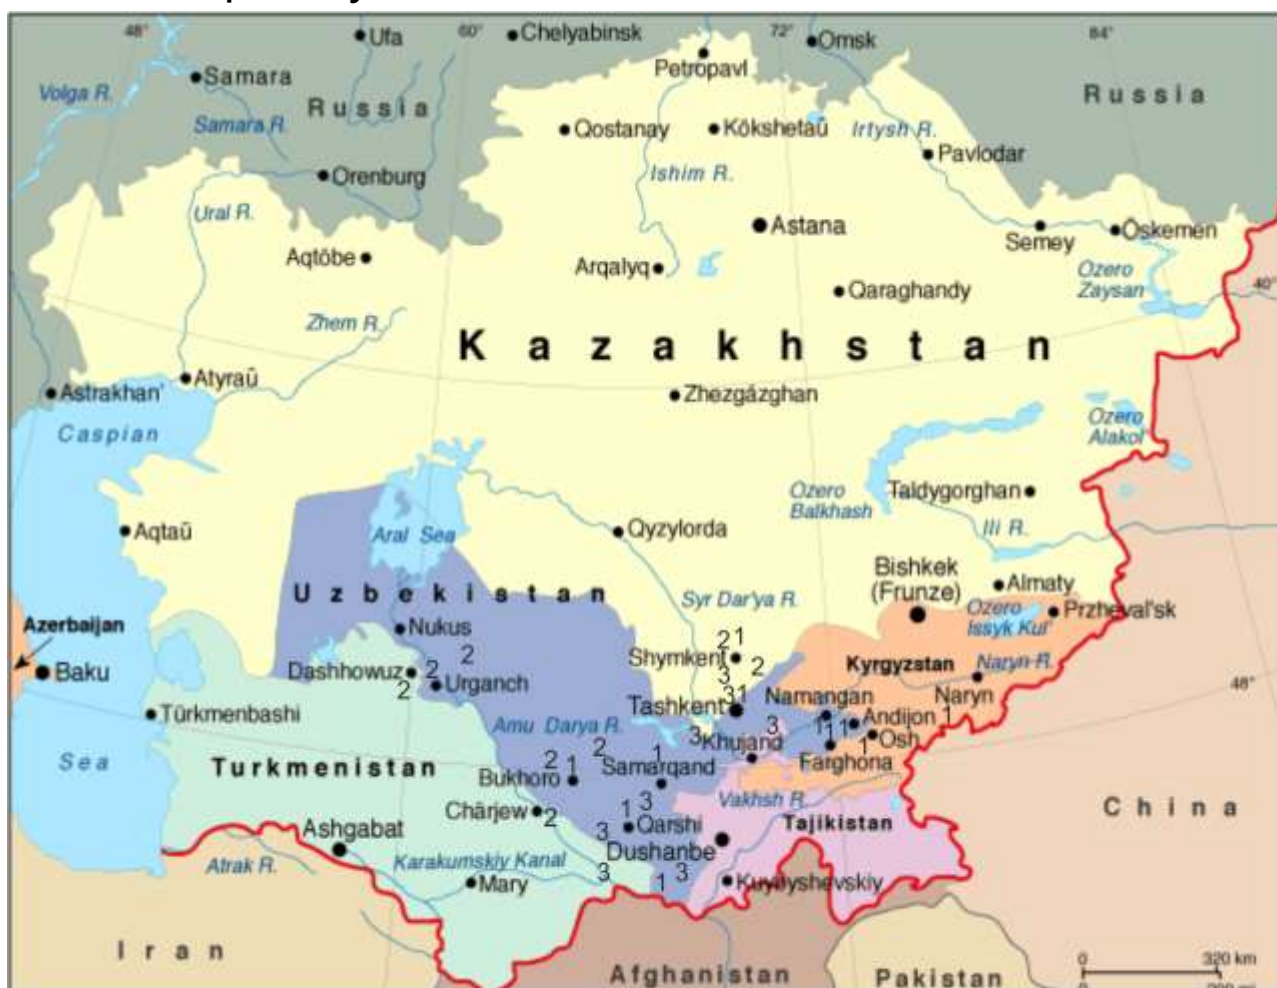 48°
60°
72°
84°
Ufa
Chelyabinsk
Omsk
Samara
Petropavl
Volga R.
Russia
Russia
Samara R.
Qostanay
Kökshetaū
Irtysh R.
Pavlodar
Orenburg
Ishim R.
Ural R.
Astana
Semey
Öskemen
Aqtöbe
Arqalyq
Ozero
Zaysan
Qaraghandy
40°
Zhem R.
Kazakhstan
Atyraū
Astrakhan'
Zhezgázghan
Caspian
Ozero
Alakol'
Ozero
Balkhash
Taldygorghan
Aqtaū
Aral Sea
Qyzylorda
Ili R.
Bishkek
(Frunze)
Almaty
Uzbekistan
Syr Dar'ya R.
Ozero
Issyk Kul'
Przheval'sk
Azerbaijan
Nukus
2 1
Shymkent
2
3
Kyrgyzstan
Naryn R.
Baku
Dashhowuz
2
2
2
Urganch
31
Tashkent
Namangan
Naryn
48°
Türkmenbashi
Amu Darya R.
3
3
Khujand
Andijon
1
1
1
1
1
Osh
Farghona
Sea
Turkmenistan
2
2
1
Bukhoro
1
Samarqand
Vakhsh R.
China
Chärjew
2
1
3
Qarshi
3
Tajikistan
Ashgabat
Dushanbe
Atrak R.
Karakumskiy Kanal
3
3
1
Mary
Kuybyshevskiy
Iran
Afghanistan
Pakistan
0
320 km
0